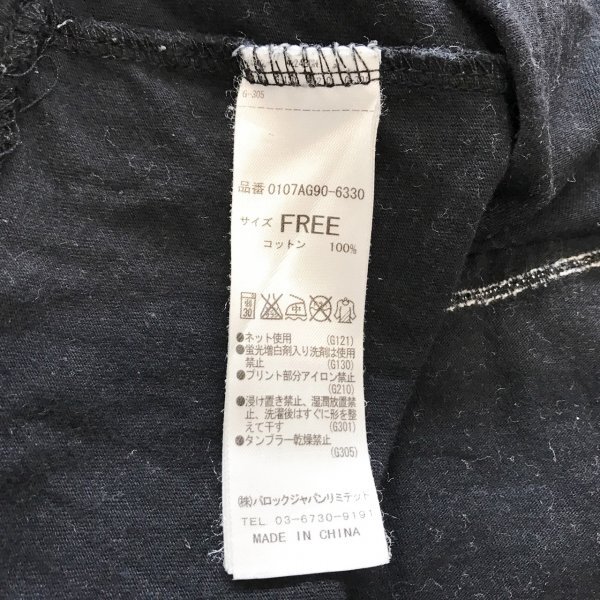 G-305
品番 0107AG90-6330
サイズ FREE
コットン 100%
弱
30
●ネット使用 (G121)
●蛍光増白剤入り洗剤は使用
禁止 (G130)
●プリント部分アイロン禁止
(G210)
●浸け置き禁止、湿潤放置禁
止、洗濯後はすぐに形を整
えて干す (G301)
●タンブラー乾燥禁止
(G305)
(株)バロックジャパンリミテッド
TEL 03-6730-9191
MADE IN CHINA